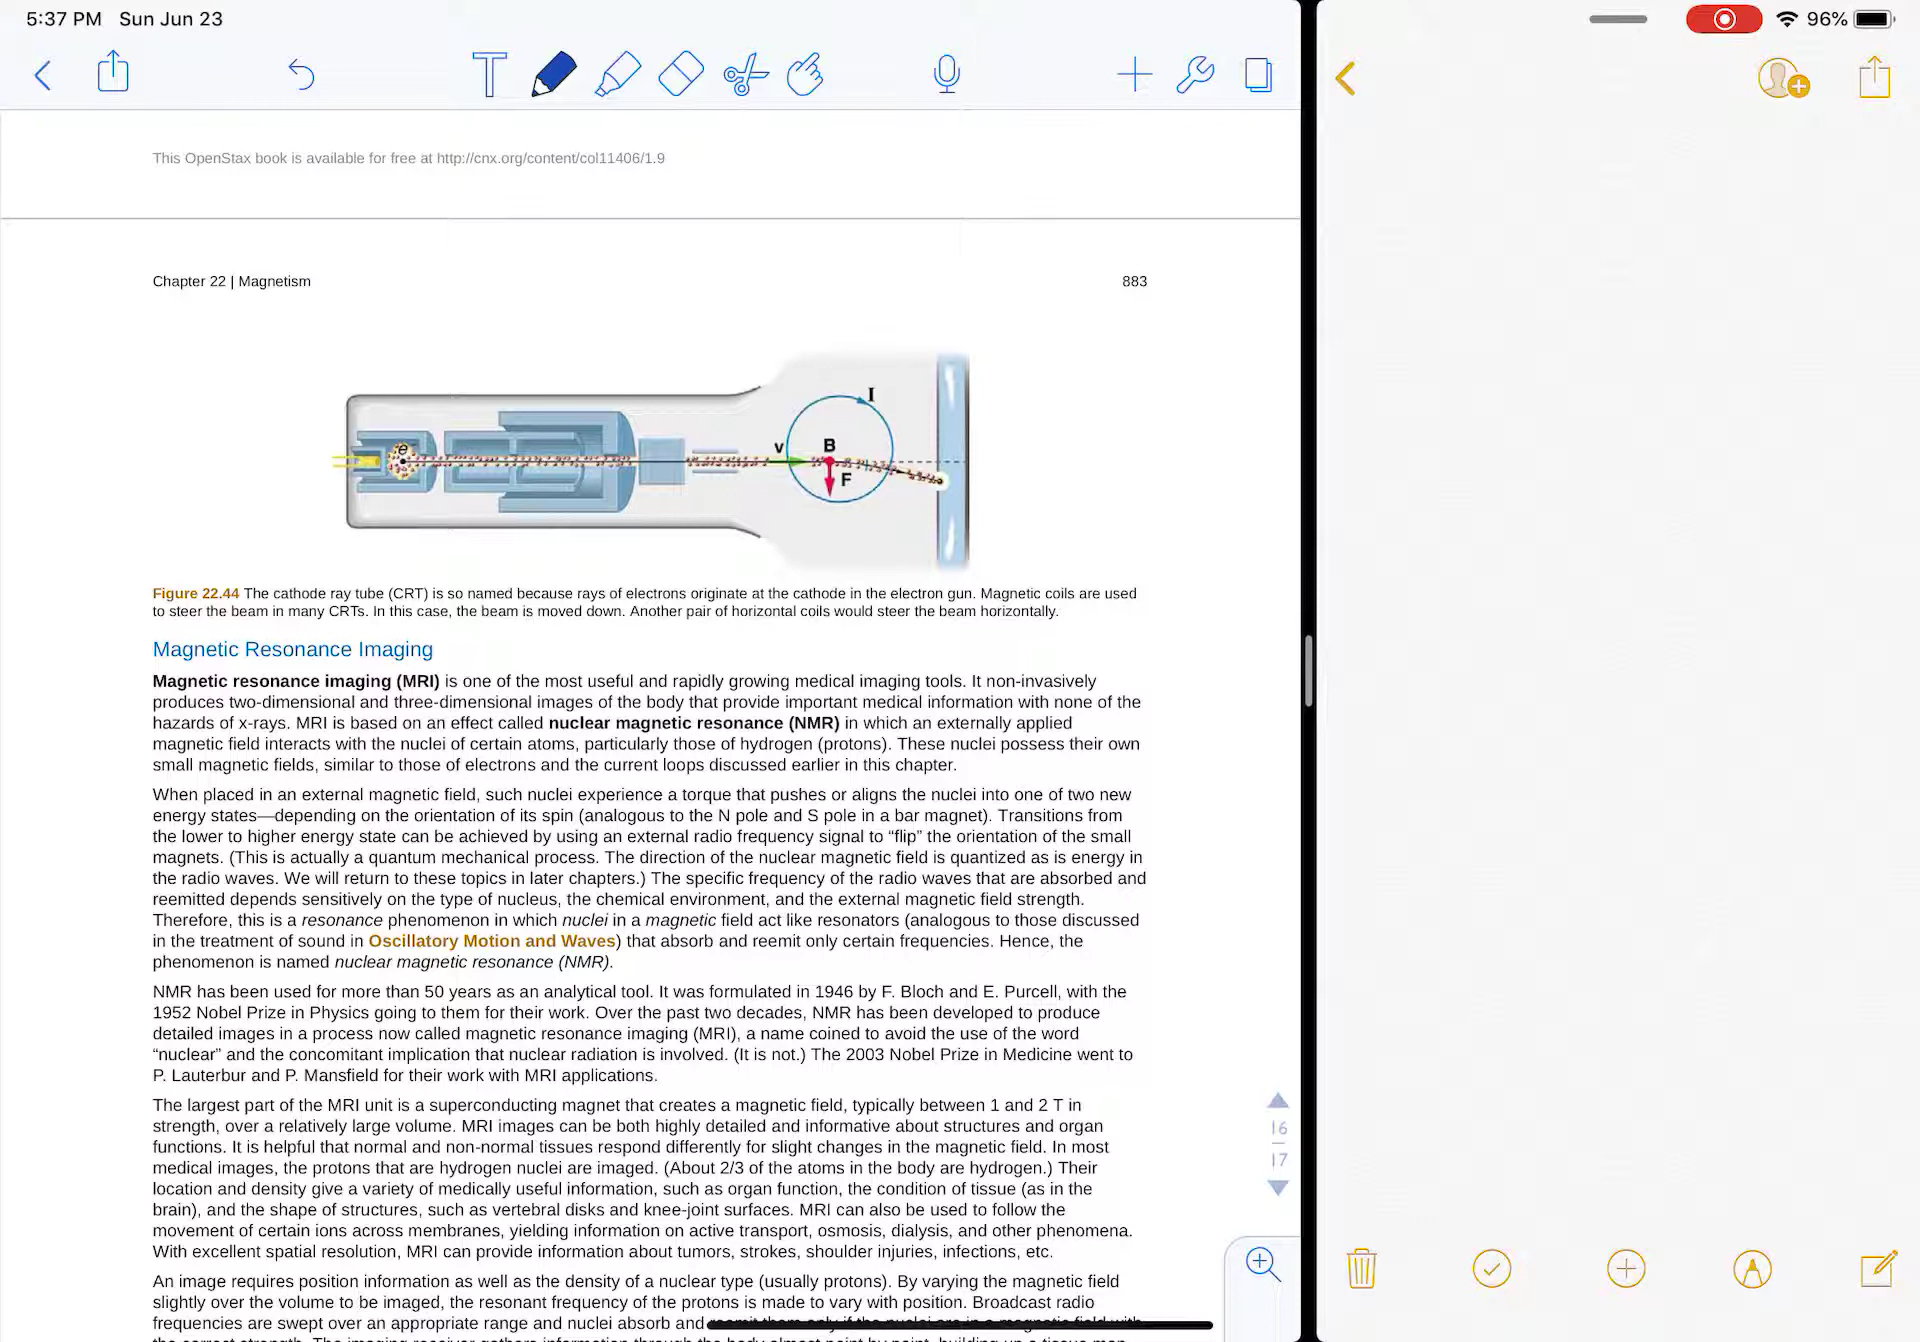 5:37 PM Sun Jun 23
96%
This OpenStax book is available for free at http://cnx.org/content/col11406/1.9
Chapter 22 | Magnetism 883
I
e
v
B
F
Figure 22.44 The cathode ray tube (CRT) is so named because rays of electrons originate at the cathode in the electron gun. Magnetic coils are used
to steer the beam in many CRTs. In this case, the beam is moved down. Another pair of horizontal coils would steer the beam horizontally.
Magnetic Resonance Imaging
Magnetic resonance imaging (MRI) is one of the most useful and rapidly growing medical imaging tools. It non-invasively
produces two-dimensional and three-dimensional images of the body that provide important medical information with none of the
hazards of x-rays. MRI is based on an effect called nuclear magnetic resonance (NMR) in which an externally applied
magnetic field interacts with the nuclei of certain atoms, particularly those of hydrogen (protons). These nuclei possess their own
small magnetic fields, similar to those of electrons and the current loops discussed earlier in this chapter.
When placed in an external magnetic field, such nuclei experience a torque that pushes or aligns the nuclei into one of two new
energy states—depending on the orientation of its spin (analogous to the N pole and S pole in a bar magnet). Transitions from
the lower to higher energy state can be achieved by using an external radio frequency signal to “flip” the orientation of the small
magnets. (This is actually a quantum mechanical process. The direction of the nuclear magnetic field is quantized as is energy in
the radio waves. We will return to these topics in later chapters.) The specific frequency of the radio waves that are absorbed and
reemitted depends sensitively on the type of nucleus, the chemical environment, and the external magnetic field strength.
Therefore, this is a resonance phenomenon in which nuclei in a magnetic field act like resonators (analogous to those discussed
in the treatment of sound in Oscillatory Motion and Waves) that absorb and reemit only certain frequencies. Hence, the
phenomenon is named nuclear magnetic resonance (NMR).
NMR has been used for more than 50 years as an analytical tool. It was formulated in 1946 by F. Bloch and E. Purcell, with the
1952 Nobel Prize in Physics going to them for their work. Over the past two decades, NMR has been developed to produce
detailed images in a process now called magnetic resonance imaging (MRI), a name coined to avoid the use of the word
“nuclear” and the concomitant implication that nuclear radiation is involved. (It is not.) The 2003 Nobel Prize in Medicine went to
P. Lauterbur and P. Mansfield for their work with MRI applications.
The largest part of the MRI unit is a superconducting magnet that creates a magnetic field, typically between 1 and 2 T in
strength, over a relatively large volume. MRI images can be both highly detailed and informative about structures and organ
functions. It is helpful that normal and non-normal tissues respond differently for slight changes in the magnetic field. In most
medical images, the protons that are hydrogen nuclei are imaged. (About 2/3 of the atoms in the body are hydrogen.) Their
location and density give a variety of medically useful information, such as organ function, the condition of tissue (as in the
brain), and the shape of structures, such as vertebral disks and knee-joint surfaces. MRI can also be used to follow the
movement of certain ions across membranes, yielding information on active transport, osmosis, dialysis, and other phenomena.
With excellent spatial resolution, MRI can provide information about tumors, strokes, shoulder injuries, infections, etc.
An image requires position information as well as the density of a nuclear type (usually protons). By varying the magnetic field
slightly over the volume to be imaged, the resonant frequency of the protons is made to vary with position. Broadcast radio
frequencies are swept over an appropriate range and nuclei absorb and
16
17